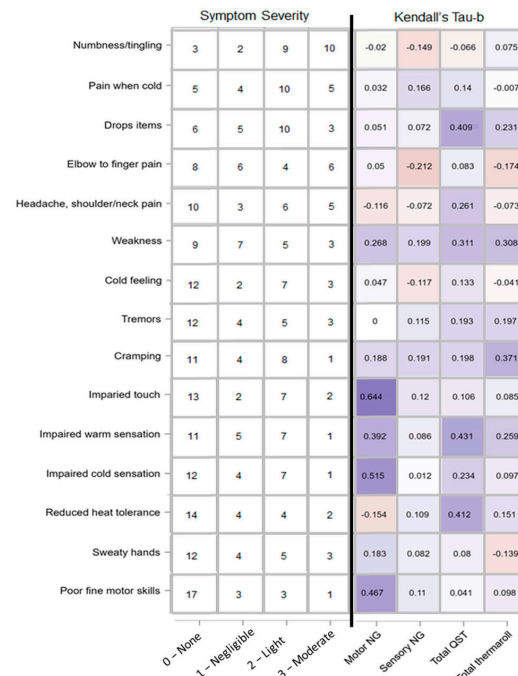 Symptom Severity Kendall's Tau-b
Numbness/tingling 3 2 9 10 -0.02 -0.149 -0.066 0.075
Pain when cold 5 4 10 5 0.032 0.166 0.14 -0.007
Drops items 6 5 10 3 0.051 0.072 0.409 0.231
Elbow to finger pain 8 6 4 6 0.05 -0.212 0.083 -0.174
Headache, shoulder/neck pain 10 3 6 5 -0.116 -0.072 0.261 -0.073
Weakness 9 7 5 3 0.268 0.199 0.311 0.308
Cold feeling 12 2 7 3 0.047 -0.117 0.133 -0.041
Tremors 12 4 5 3 0 0.115 0.193 0.197
Cramping 11 4 8 1 0.188 0.191 0.198 0.371
Imparied touch 13 2 7 2 0.644 0.12 0.106 0.085
Impaired warm sensation 11 5 7 1 0.392 0.086 0.431 0.259
Impaired cold sensation 12 4 7 1 0.515 0.012 0.234 0.097
Reduced heat tolerance 14 4 4 2 -0.154 0.109 0.412 0.151
Sweaty hands 12 4 5 3 0.183 0.082 0.08 -0.139
Poor fine motor skills 17 3 3 1 0.467 0.11 0.041 0.098
0 – None 1 – Negligible 2 – Light 3 – Moderate Motor NG Sensory NG Total QST Total thermaroll